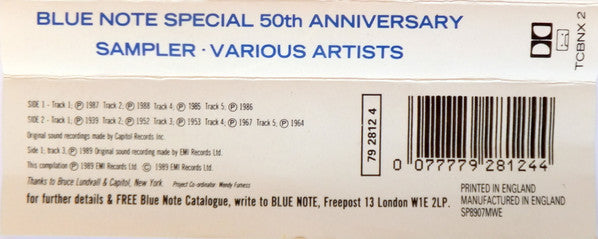 BLUE NOTE SPECIAL 50th ANNIVERSARY
SAMPLER · VARIOUS ARTISTS
TCBNX 2
SIDE 1 - Track 1; Ⓟ 1987 Track 2; Ⓟ 1988 Track 4; Ⓟ 1985 Track 5; Ⓟ 1986
SIDE 2 - Track 1; Ⓟ 1939 Track 2; Ⓟ 1952 Track 3; Ⓟ 1953 Track 4; Ⓟ 1967 Track 5; Ⓟ 1964
Original sound recordings made by Capitol Records Inc.
Side 1; track 3, Ⓟ 1989 Original sound recordings made by EMI Records Ltd.
This compilation Ⓟ 1989 EMI Records Ltd. © 1989 EMI Records Ltd.
Thanks to Bruce Lundvall & Capitol, New York. Project Co-ordinator Wendy Furness
for further details & FREE Blue Note Catalogue, write to BLUE NOTE, Freepost 13 London W1E 2LP.
79 2812 4
0 077779 281244
PRINTED IN ENGLAND
MANUFACTURED IN ENGLAND
SP8907MWE